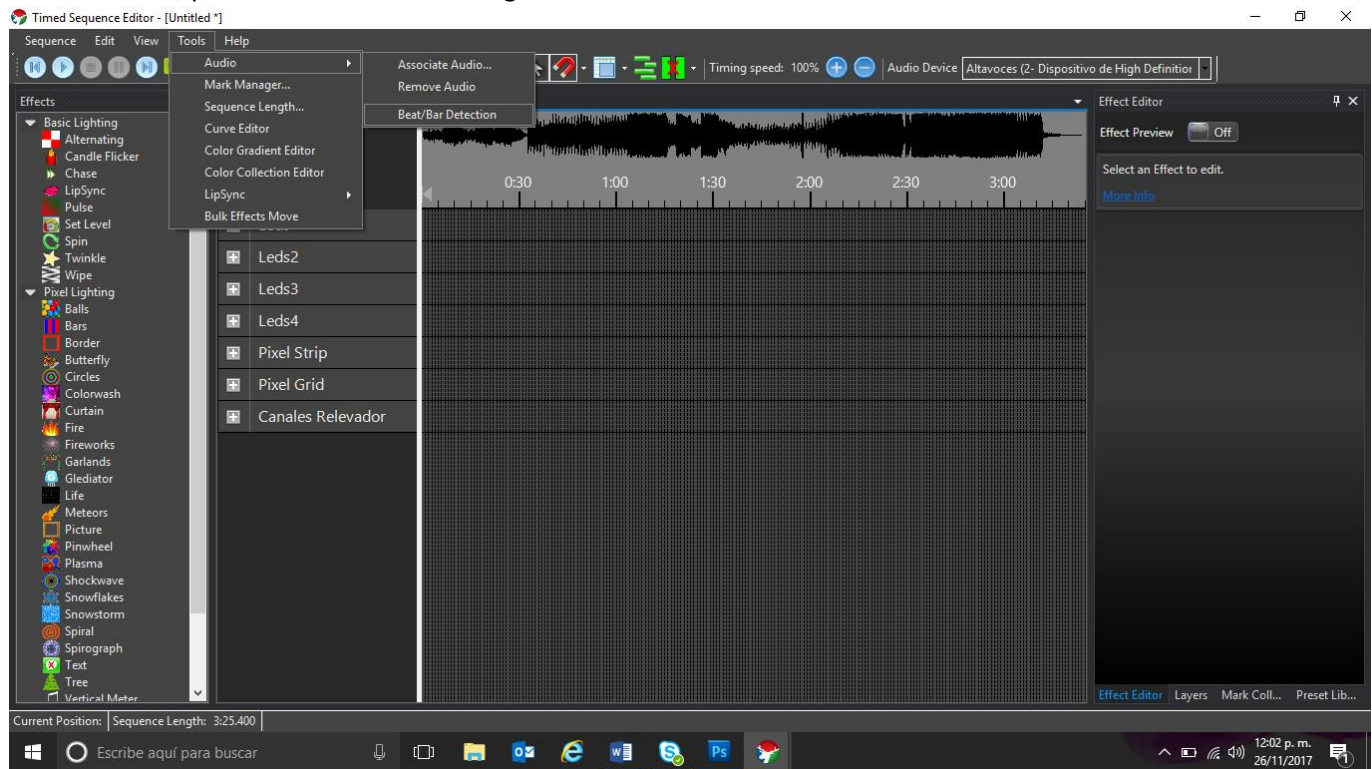 Timed Sequence Editor - [Untitled *]
Sequence Edit View Tools Help
Timing speed: 100% Audio Device Altavoces (2- Dispositivo de High Definitior
Audio
Mark Manager...
Sequence Length...
Curve Editor
Color Gradient Editor
Color Collection Editor
LipSync
Bulk Effects Move
Associate Audio...
Remove Audio
Beat/Bar Detection
Effects
Basic Lighting
Alternating
Candle Flicker
Chase
LipSync
Pulse
Set Level
Spin
Twinkle
Wipe
Pixel Lighting
Balls
Bars
Border
Butterfly
Circles
Colorwash
Curtain
Fire
Fireworks
Garlands
Glediator
Life
Meteors
Picture
Pinwheel
Plasma
Shockwave
Snowflakes
Snowstorm
Spiral
Spirograph
Text
Tree
Vertical Meter
0:30 1:00 1:30 2:00 2:30 3:00
Leds2
Leds3
Leds4
Pixel Strip
Pixel Grid
Canales Relevador
Effect Editor
Effect Preview Off
Select an Effect to edit.
More Info
Effect Editor Layers Mark Coll... Preset Lib...
Current Position: Sequence Length: 3:25.400
Escribe aquí para buscar
12:02 p. m.
26/11/2017